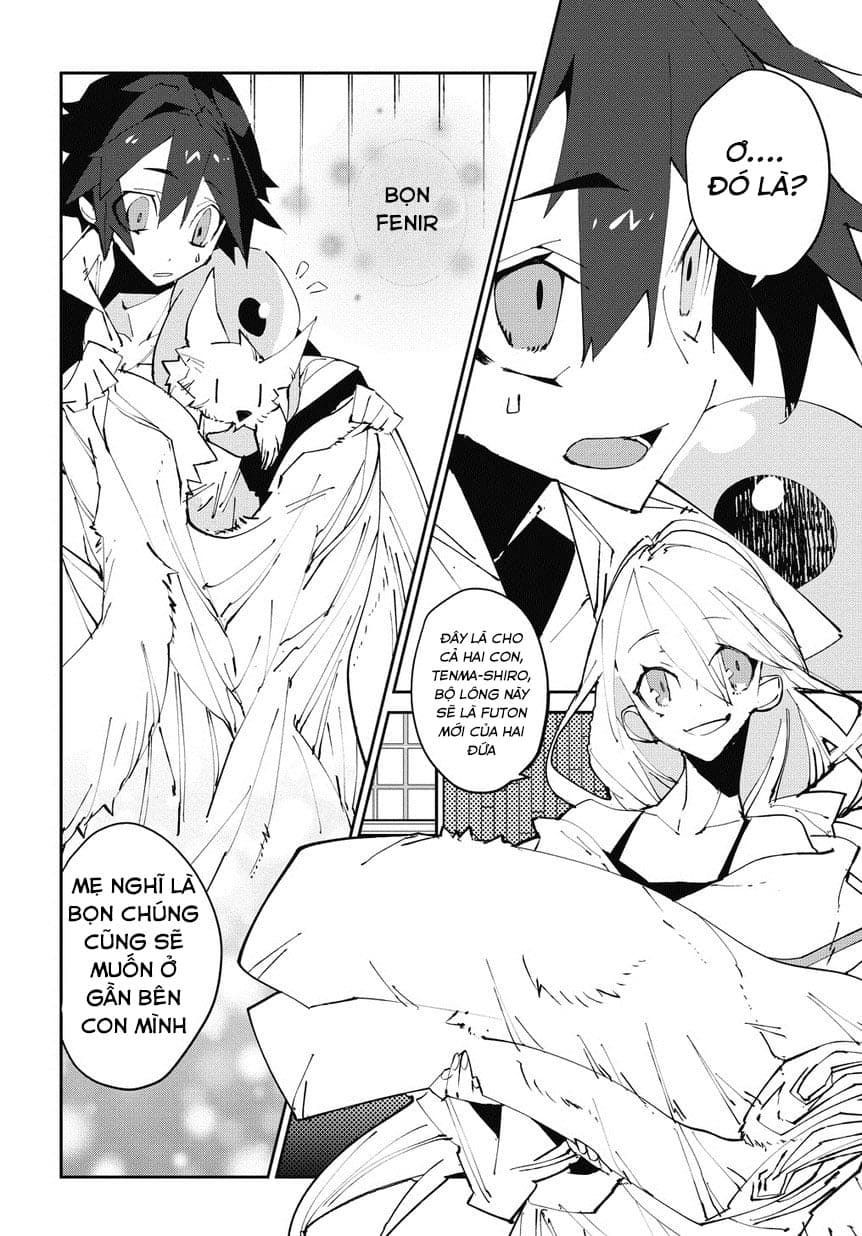 Ơ....
ĐÓ LÀ?
ĐÂY LÀ CHO
CẢ HAI CON,
TENMA-SHIRO,
BỘ LÔNG NÀY
SẼ LÀ FUTON
MỚI CỦA HAI
ĐỨA
BỌN
FENIR
MẸ NGHĨ LÀ
BỌN CHÚNG
CŨNG SẼ
MUỐN Ở
GẦN BÊN
CON MÌNH